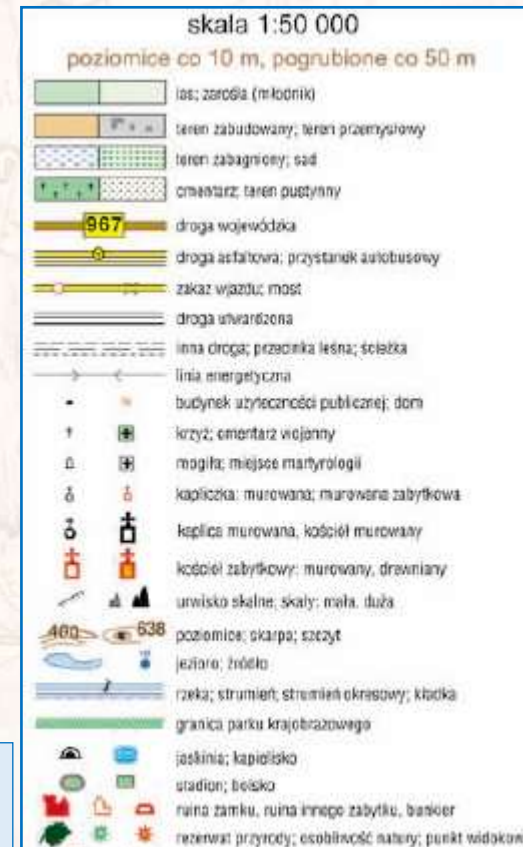 skala 1:50 000
poziomice co 10 m, pogrubione co 50 m
las; zarośla (młodnik)
teren zabudowany; teren przemysłowy
teren zabagniony; sad
cmentarz; teren pustynny
967
droga wojewódzka
droga asfaltowa; przystanek autobusowy
zakaz wjazdu; most
droga utwardzona
inna droga; przecinka leśna; ścieżka
linia energetyczna
budynek użyteczności publicznej; dom
krzyż; cmentarz wojenny
mogiła; miejsce martyrologii
kapliczka: murowana; murowana zabytkowa
kaplica murowana, kościół murowany
kościół zabytkowy: murowany, drewniany
urwisko skalne; skały: mała, duża
460 638
poziomice; skarpa; szczyt
jezioro; źródło
rzeka; strumień; strumień okresowy; kładka
granica parku krajobrazowego
jaskinia; kąpielisko
stadion; boisko
ruina zamku, ruina innego zabytku, bunkier
rezerwat przyrody; osobliwość natury; punkt widokow